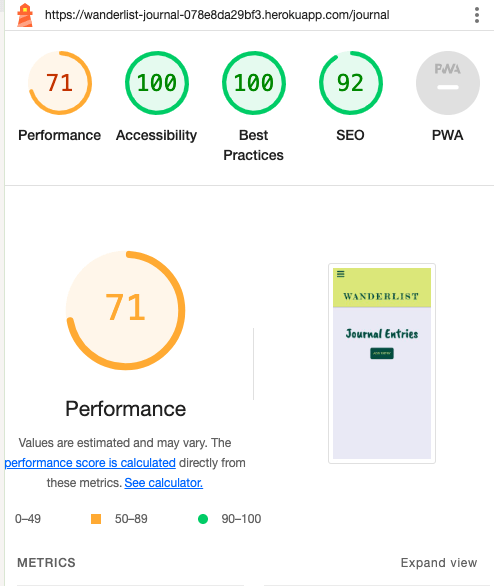 https://wanderlist-journal-078e8da29bf3.herokuapp.com/journal
71
100
100
92
PWA
Performance
Accessibility
Best
Practices
SEO
PWA
71
WANDERLIST
Journal Entries
ADD ENTRY
Performance
Values are estimated and may vary. The
performance score is calculated directly from
these metrics. See calculator.
0–49
50–89
90–100
METRICS
Expand view